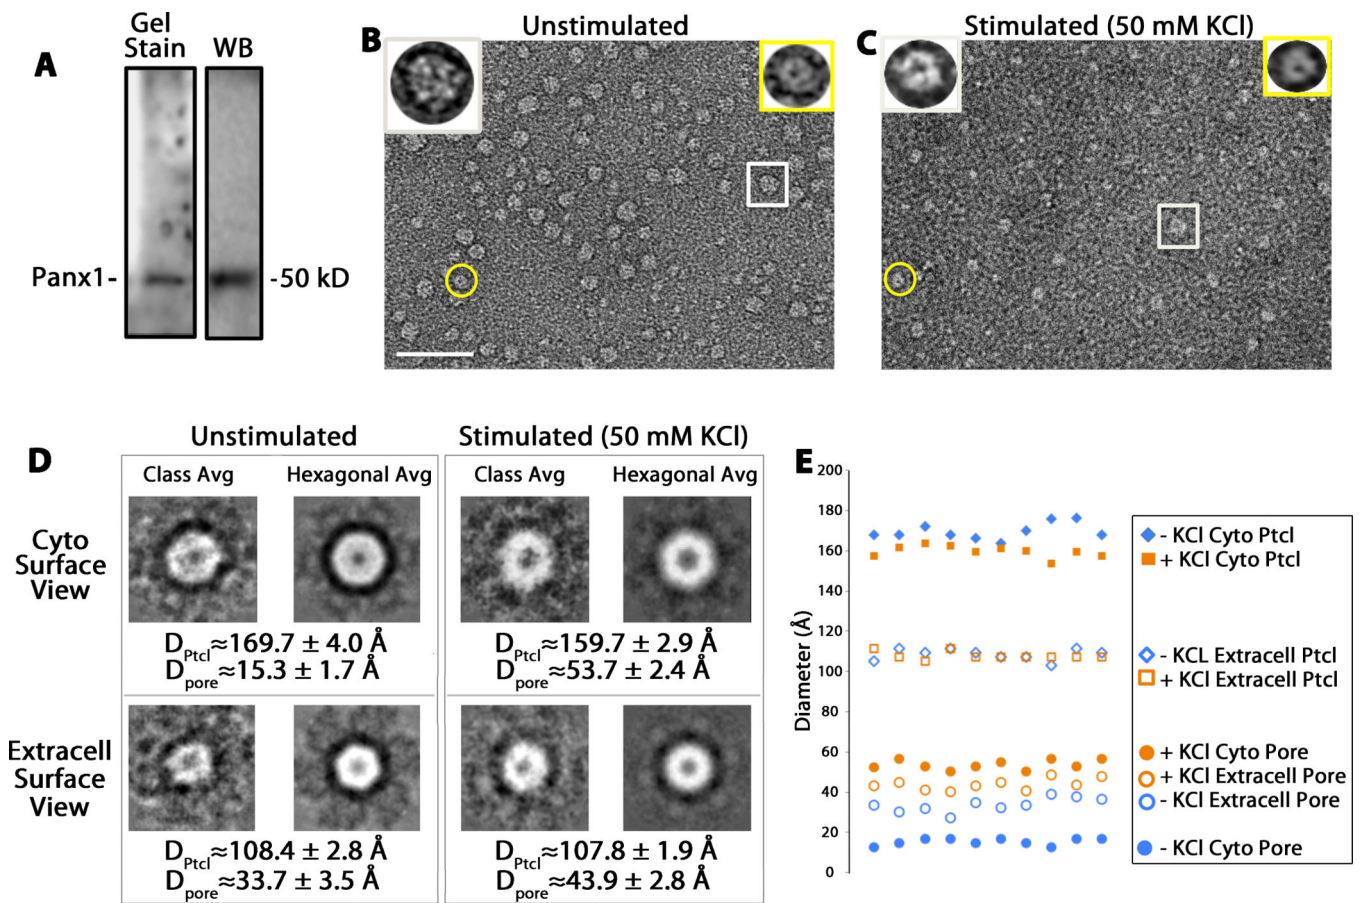 A
Gel
Stain
WB
Panx1-
-50 kD
B
Unstimulated
C
Stimulated (50 mM KCl)
D
Unstimulated
Stimulated (50 mM KCl)
Class Avg
Hexagonal Avg
Class Avg
Hexagonal Avg
Cyto
Surface
View
DPtcl≈169.7 ± 4.0 Å
Dpore≈15.3 ± 1.7 Å
DPtcl≈159.7 ± 2.9 Å
Dpore≈53.7 ± 2.4 Å
Extracell
Surface
View
DPtcl≈108.4 ± 2.8 Å
Dpore≈33.7 ± 3.5 Å
DPtcl≈107.8 ± 1.9 Å
Dpore≈43.9 ± 2.8 Å
E
Diameter (Å)
200
180
160
140
120
100
80
60
40
20
0
- KCl Cyto Ptcl
+ KCl Cyto Ptcl
- KCL Extracell Ptcl
+ KCl Extracell Ptcl
+ KCl Cyto Pore
+ KCl Extracell Pore
- KCl Extracell Pore
- KCl Cyto Pore